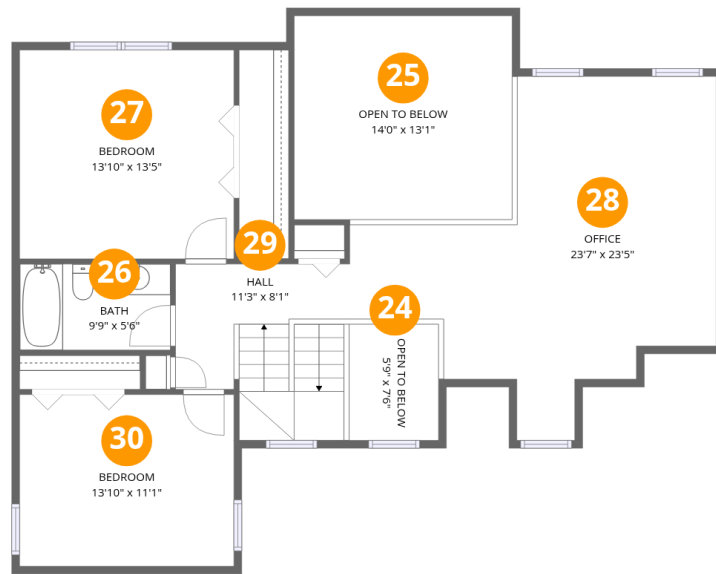 25
OPEN TO BELOW
14'0" x 13'1"
27
BEDROOM
13'10" x 13'5"
28
OFFICE
23'7" x 23'5"
29
HALL
11'3" x 8'1"
26
BATH
9'9" x 5'6"
24
OPEN TO BELOW
5'9" x 7'6"
30
BEDROOM
13'10" x 11'1"